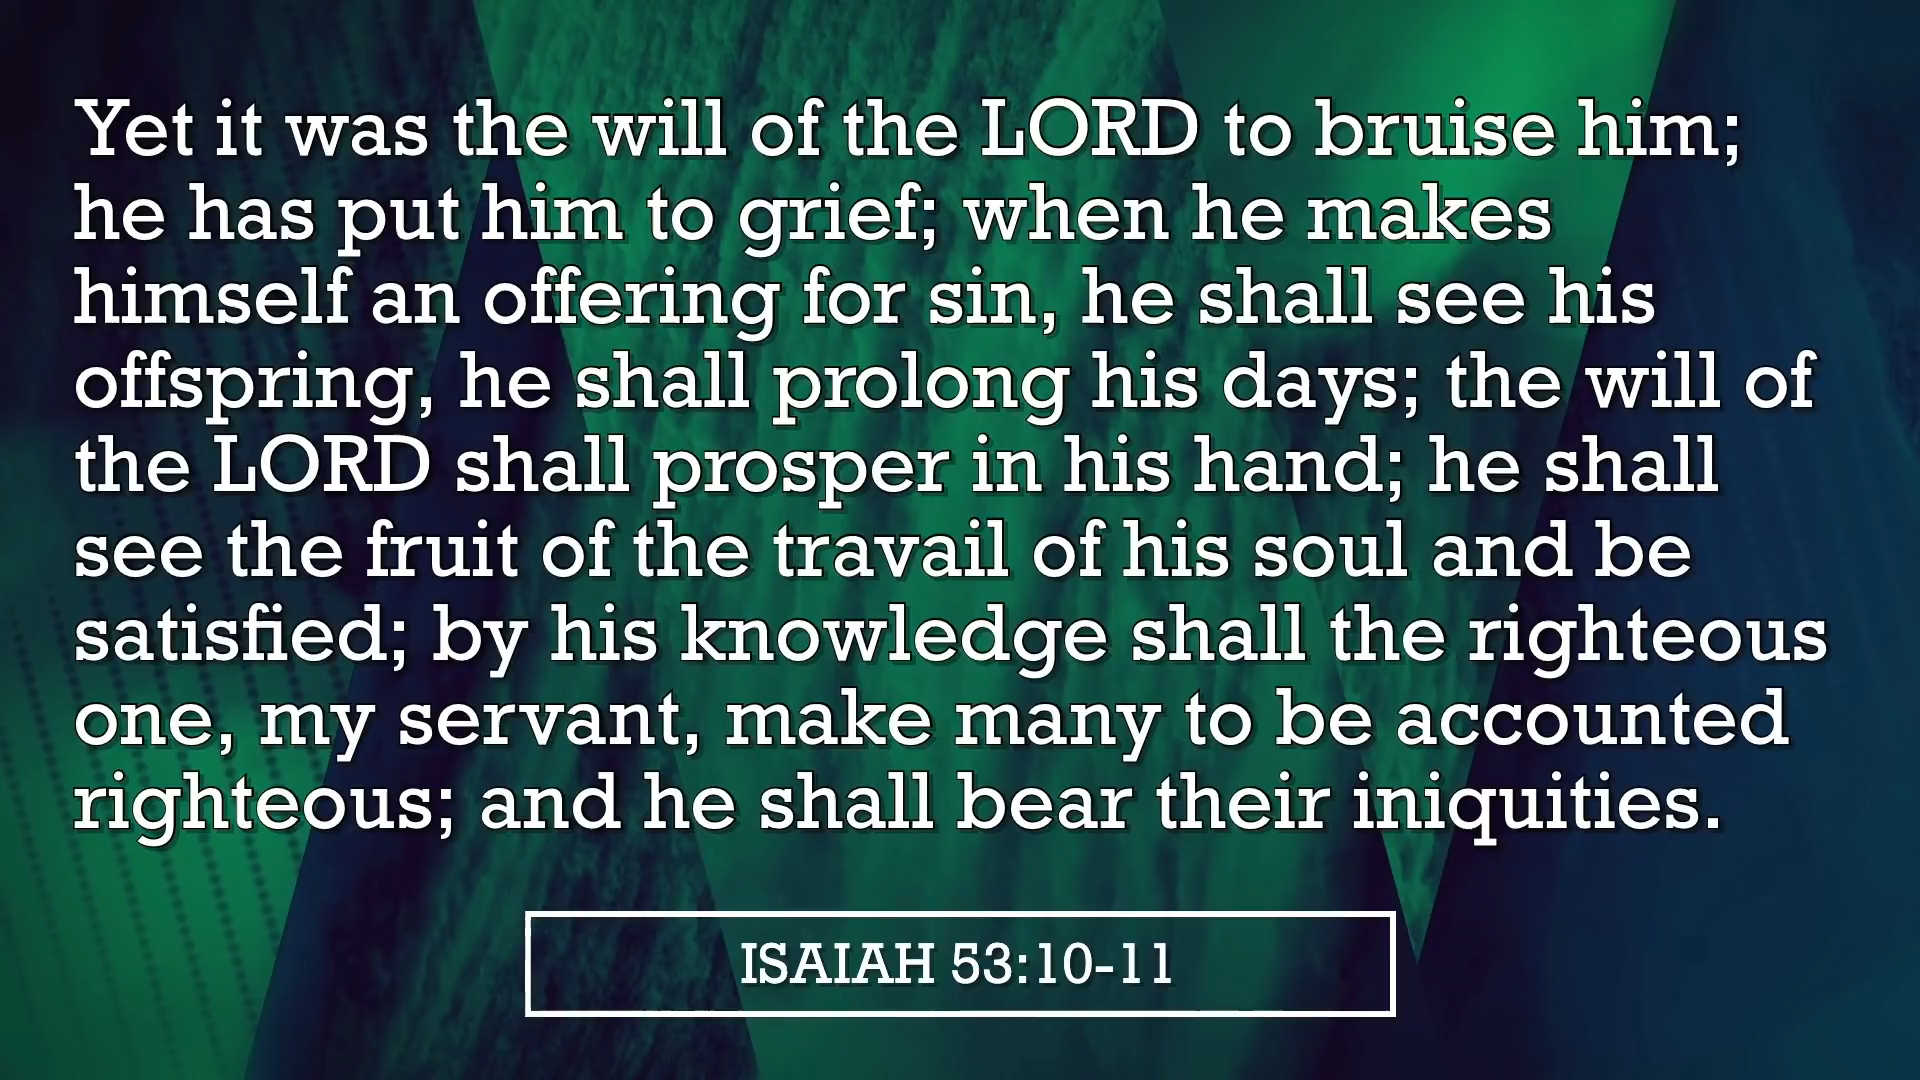 Yet it was the will of the LORD to bruise him;
he has put him to grief; when he makes
himself an offering for sin, he shall see his
offspring, he shall prolong his days; the will of
the LORD shall prosper in his hand; he shall
see the fruit of the travail of his soul and be
satisfied; by his knowledge shall the righteous
one, my servant, make many to be accounted
righteous; and he shall bear their iniquities.
ISAIAH 53:10-11